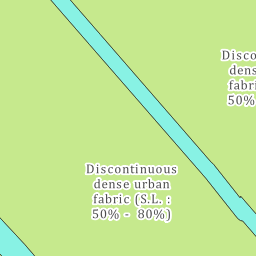 Disco
dens
fabri
50%
Discontinuous
dense urban
fabric (S.L. :
50% - 80%)